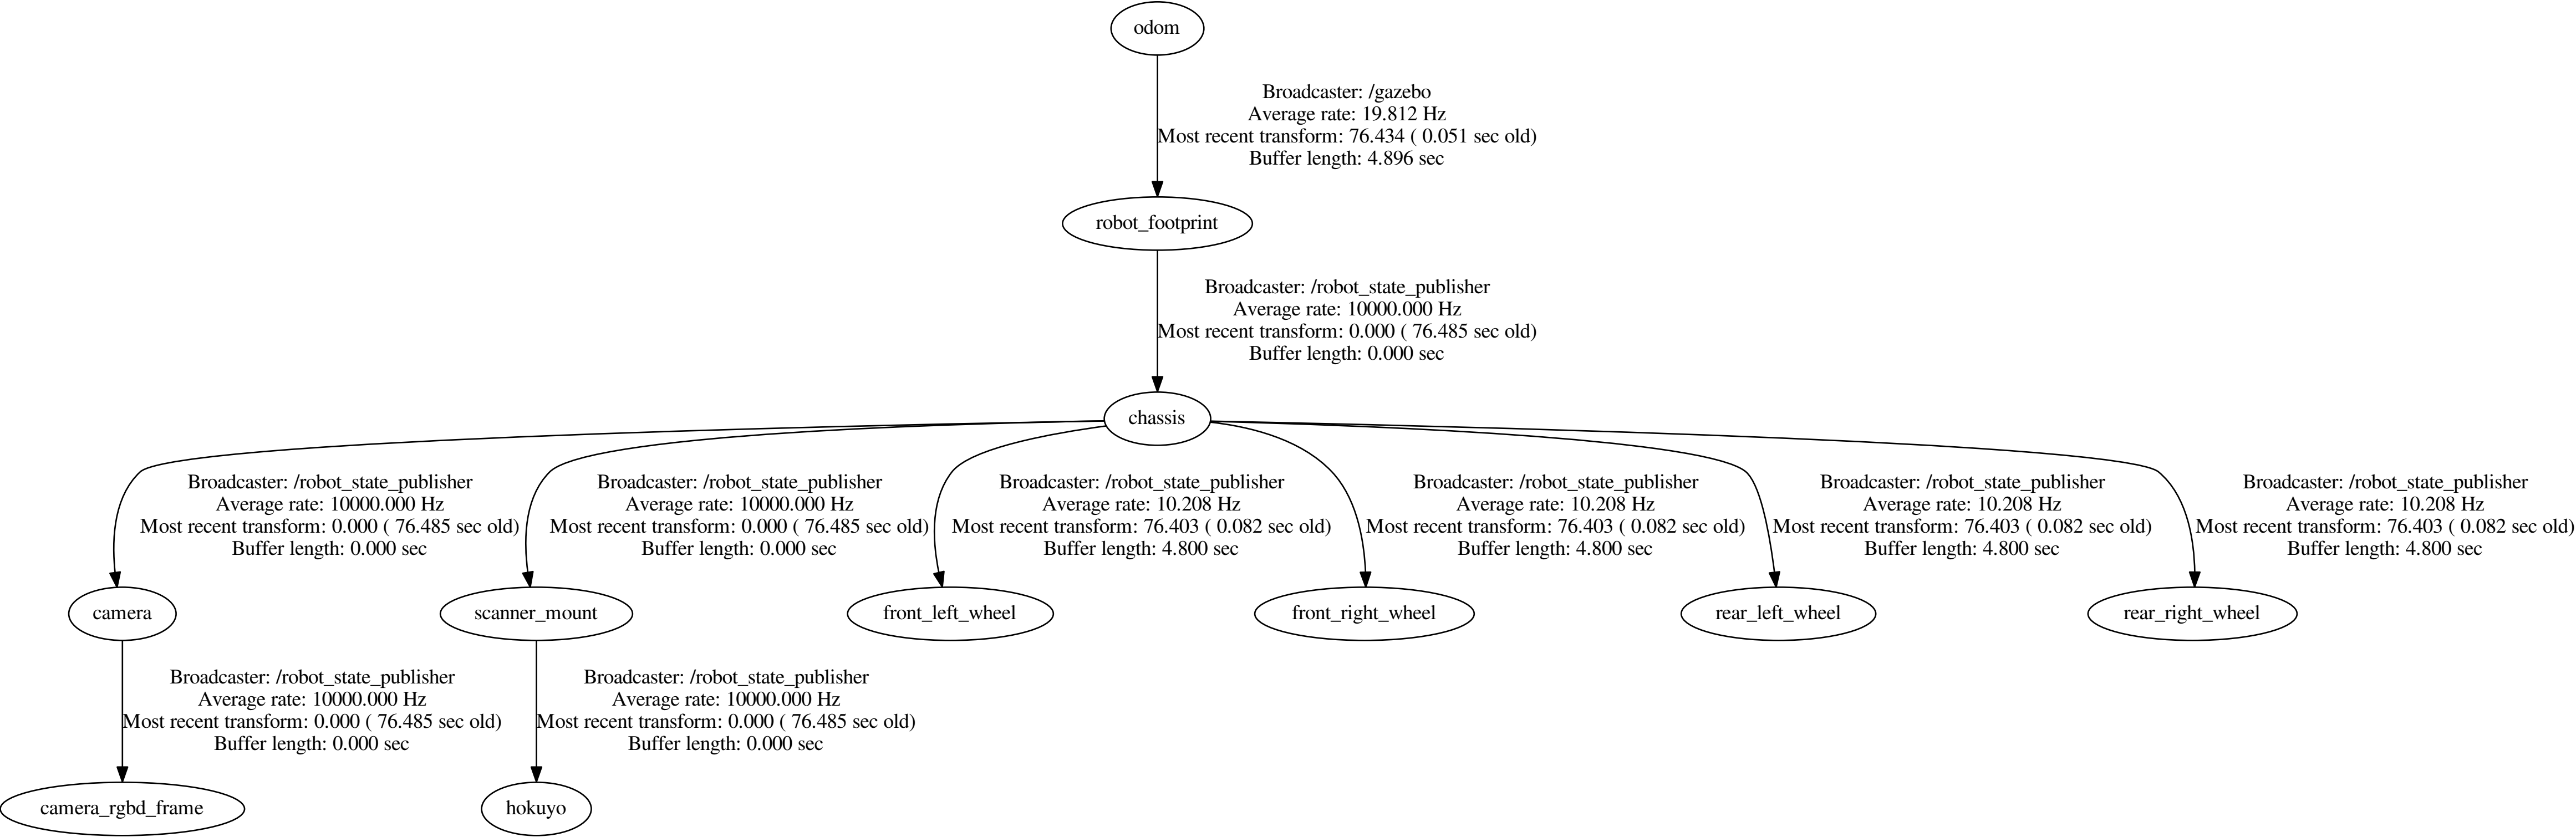 odom
Broadcaster: /gazebo
Average rate: 19.812 Hz
Most recent transform: 76.434 ( 0.051 sec old)
Buffer length: 4.896 sec
robot_footprint
Broadcaster: /robot_state_publisher
Average rate: 10000.000 Hz
Most recent transform: 0.000 ( 76.485 sec old)
Buffer length: 0.000 sec
chassis
Broadcaster: /robot_state_publisher
Average rate: 10000.000 Hz
Most recent transform: 0.000 ( 76.485 sec old)
Buffer length: 0.000 sec
Broadcaster: /robot_state_publisher
Average rate: 10000.000 Hz
Most recent transform: 0.000 ( 76.485 sec old)
Buffer length: 0.000 sec
Broadcaster: /robot_state_publisher
Average rate: 10.208 Hz
Most recent transform: 76.403 ( 0.082 sec old)
Buffer length: 4.800 sec
Broadcaster: /robot_state_publisher
Average rate: 10.208 Hz
Most recent transform: 76.403 ( 0.082 sec old)
Buffer length: 4.800 sec
Broadcaster: /robot_state_publisher
Average rate: 10.208 Hz
Most recent transform: 76.403 ( 0.082 sec old)
Buffer length: 4.800 sec
Broadcaster: /robot_state_publisher
Average rate: 10.208 Hz
Most recent transform: 76.403 ( 0.082 sec old)
Buffer length: 4.800 sec
camera
scanner_mount
front_left_wheel
front_right_wheel
rear_left_wheel
rear_right_wheel
Broadcaster: /robot_state_publisher
Average rate: 10000.000 Hz
Most recent transform: 0.000 ( 76.485 sec old)
Buffer length: 0.000 sec
Broadcaster: /robot_state_publisher
Average rate: 10000.000 Hz
Most recent transform: 0.000 ( 76.485 sec old)
Buffer length: 0.000 sec
camera_rgbd_frame
hokuyo